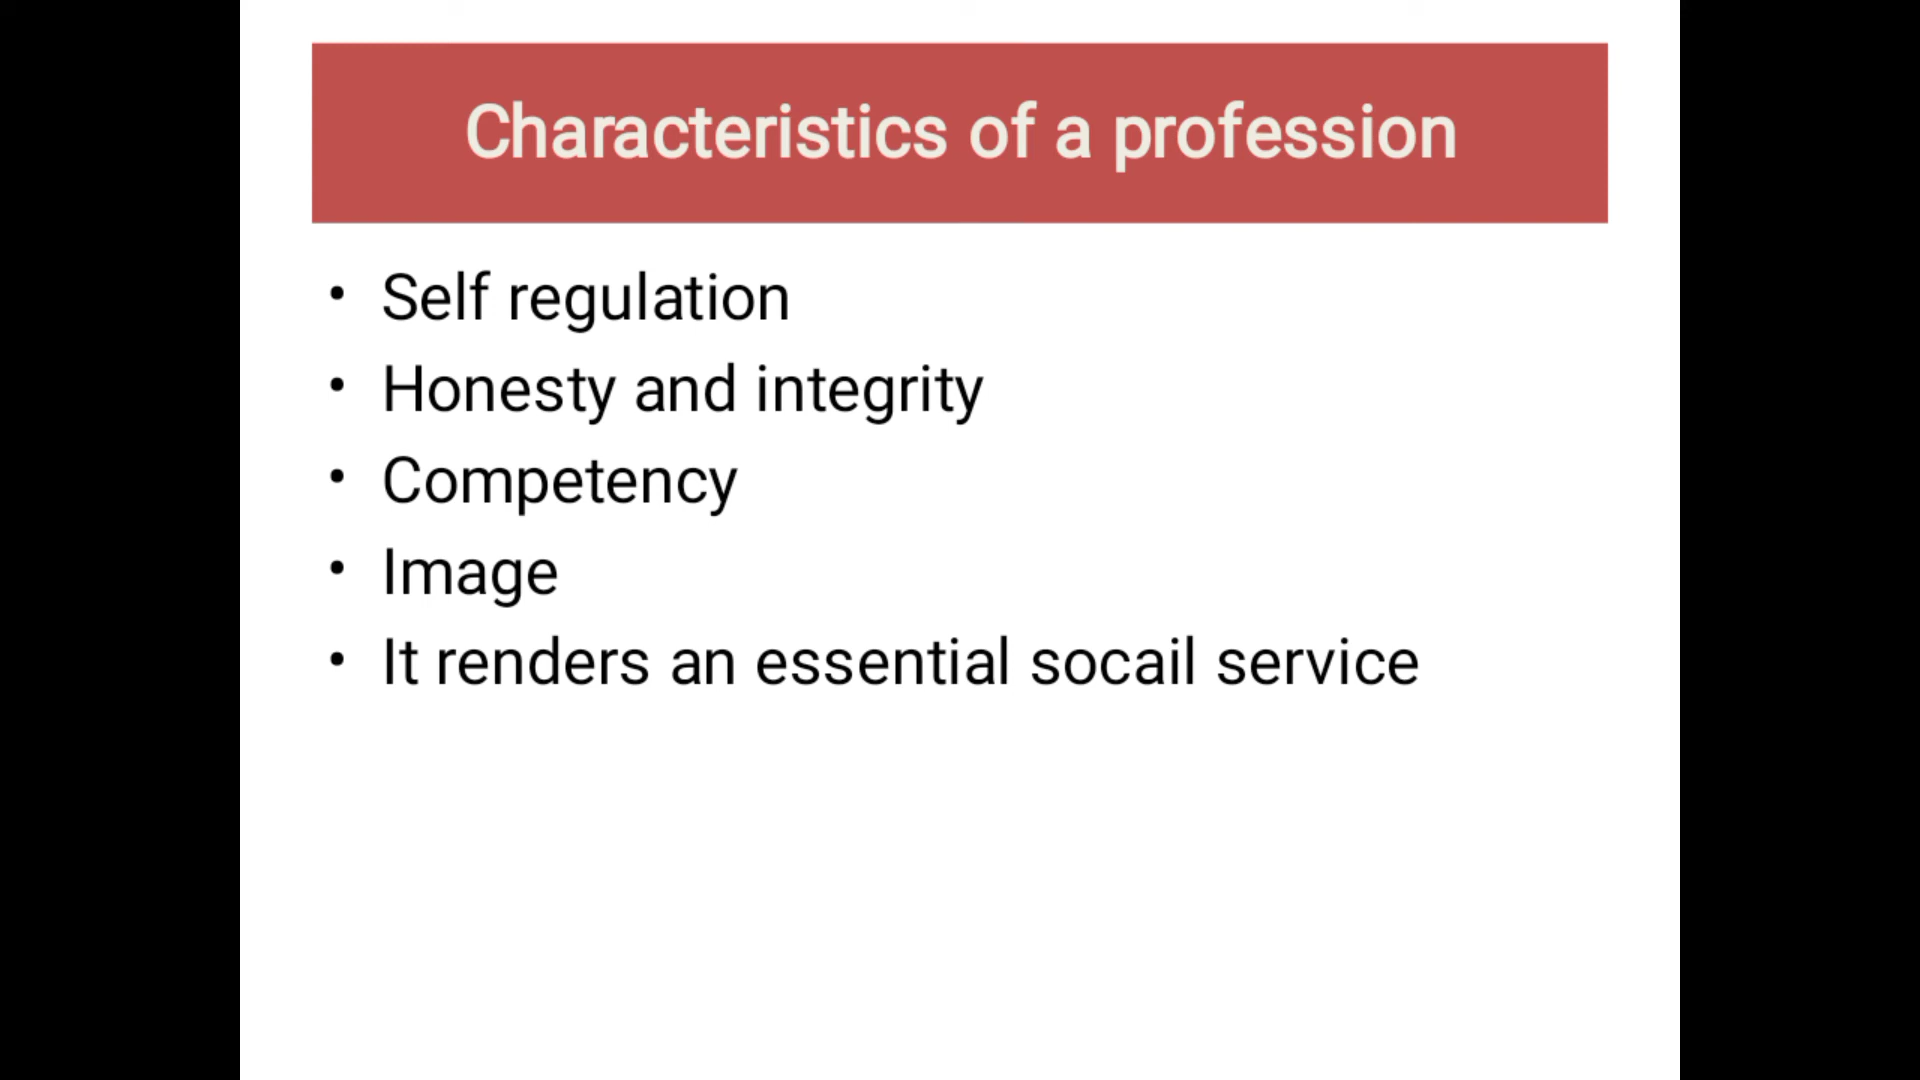 Characteristics of a profession
• Self regulation
• Honesty and integrity
• Competency
• Image
• It renders an essential socail service